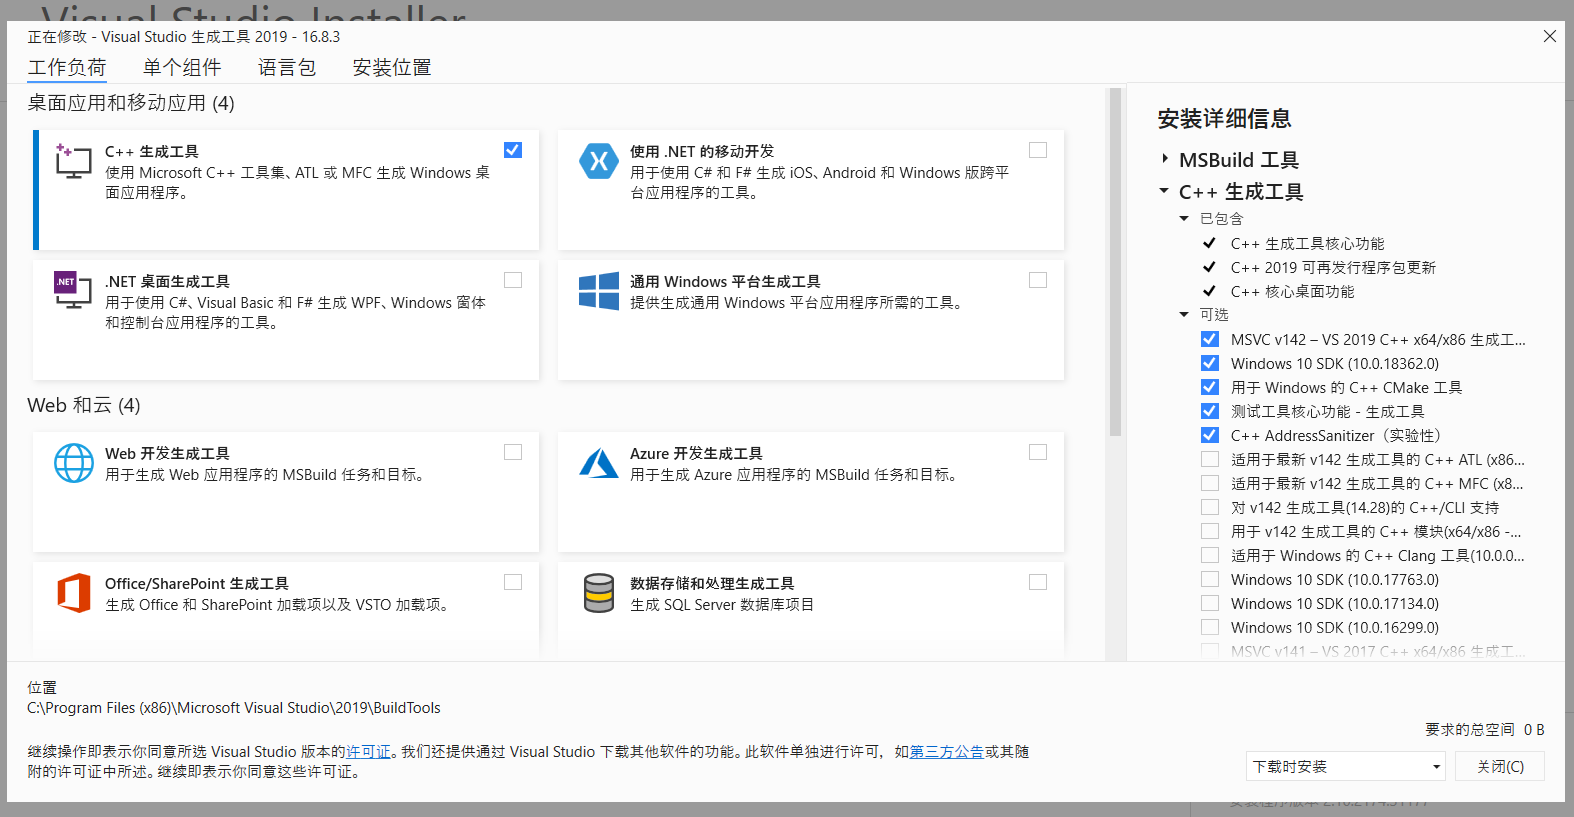 Visual Studio Installer
正在修改 - Visual Studio 生成工具 2019 - 16.8.3
工作负荷 单个组件 语言包 安装位置
桌面应用和移动应用 (4)
C++ 生成工具
使用 Microsoft C++ 工具集、ATL 或 MFC 生成 Windows 桌
面应用程序。
使用 .NET 的移动开发
用于使用 C# 和 F# 生成 iOS、Android 和 Windows 版跨平
台应用程序的工具。
.NET
.NET 桌面生成工具
用于使用 C#、Visual Basic 和 F# 生成 WPF、Windows 窗体
和控制台应用程序的工具。
通用 Windows 平台生成工具
提供生成通用 Windows 平台应用程序所需的工具。
Web 和云 (4)
Web 开发生成工具
用于生成 Web 应用程序的 MSBuild 任务和目标。
Azure 开发生成工具
用于生成 Azure 应用程序的 MSBuild 任务和目标。
Office/SharePoint 生成工具
生成 Office 和 SharePoint 加载项以及 VSTO 加载项。
数据存储和处理生成工具
生成 SQL Server 数据库项目
安装详细信息
MSBuild 工具
C++ 生成工具
已包含
C++ 生成工具核心功能
C++ 2019 可再发行程序包更新
C++ 核心桌面功能
可选
MSVC v142 – VS 2019 C++ x64/x86 生成工...
Windows 10 SDK (10.0.18362.0)
用于 Windows 的 C++ CMake 工具
测试工具核心功能 - 生成工具
C++ AddressSanitizer（实验性）
适用于最新 v142 生成工具的 C++ ATL (x86...
适用于最新 v142 生成工具的 C++ MFC (x8...
对 v142 生成工具(14.28)的 C++/CLI 支持
用于 v142 生成工具的 C++ 模块(x64/x86 -...
适用于 Windows 的 C++ Clang 工具(10.0.0...
Windows 10 SDK (10.0.17763.0)
Windows 10 SDK (10.0.17134.0)
Windows 10 SDK (10.0.16299.0)
MSVC v141 – VS 2017 C++ x64/x86 生成工...
位置
C:\Program Files (x86)\Microsoft Visual Studio\2019\BuildTools
继续操作即表示你同意所选 Visual Studio 版本的许可证。我们还提供通过 Visual Studio 下载其他软件的功能。此软件单独进行许可，如第三方公告或其随
附的许可证中所述。继续即表示你同意这些许可证。
要求的总空间 0 B
下载时安装
关闭(C)